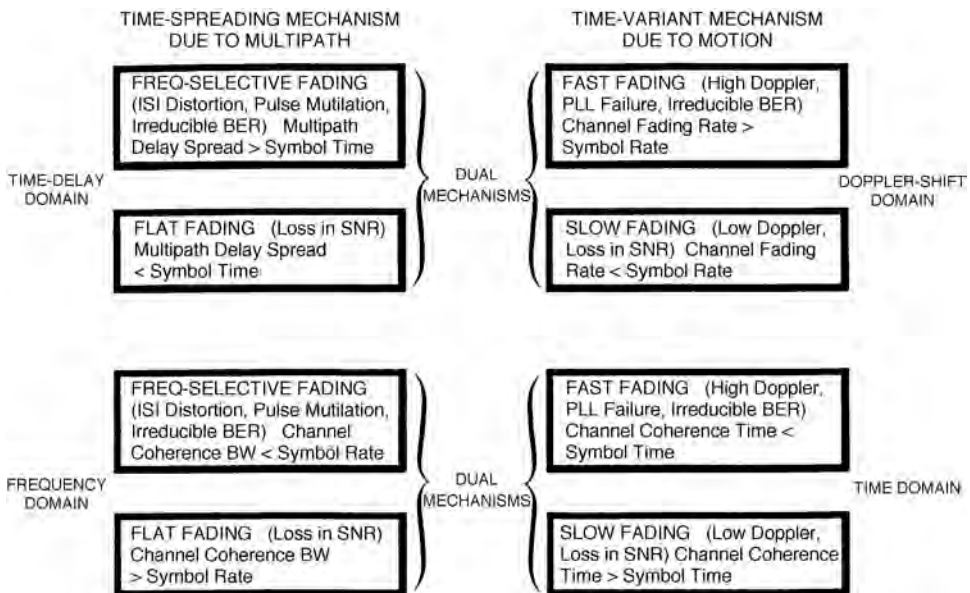 TIME-SPREADING MECHANISM
DUE TO MULTIPATH
TIME-VARIANT MECHANISM
DUE TO MOTION
FREQ-SELECTIVE FADING
(ISI Distortion, Pulse Mutilation,
Irreducible BER) Multipath
Delay Spread > Symbol Time
FAST FADING (High Doppler,
PLL Failure, Irreducible BER)
Channel Fading Rate >
Symbol Rate
TIME-DELAY
DOMAIN
DUAL
MECHANISMS
DOPPLER-SHIFT
DOMAIN
FLAT FADING (Loss in SNR)
Multipath Delay Spread
< Symbol Time
SLOW FADING (Low Doppler,
Loss in SNR) Channel Fading
Rate < Symbol Rate
FREQ-SELECTIVE FADING
(ISI Distortion, Pulse Mutilation,
Irreducible BER) Channel
Coherence BW < Symbol Rate
FAST FADING (High Doppler,
PLL Failure, Irreducible BER)
Channel Coherence Time <
Symbol Time
FREQUENCY
DOMAIN
DUAL
MECHANISMS
TIME DOMAIN
FLAT FADING (Loss in SNR)
Channel Coherence BW
> Symbol Rate
SLOW FADING (Low Doppler,
Loss in SNR) Channel Coherence
Time > Symbol Time